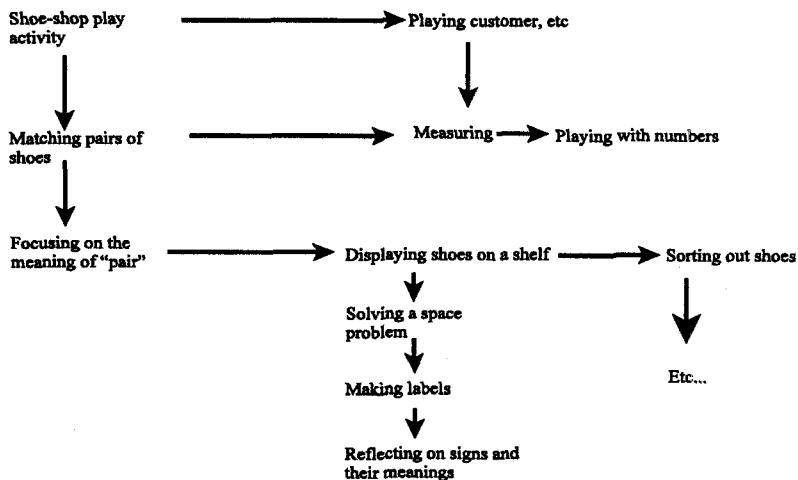 Shoe-shop play
activity
Playing customer, etc
Matching pairs of
shoes
Measuring
Playing with numbers
Focusing on the
meaning of “pair”
Displaying shoes on a shelf
Sorting out shoes
Solving a space
problem
Making labels
Etc...
Reflecting on signs and
their meanings